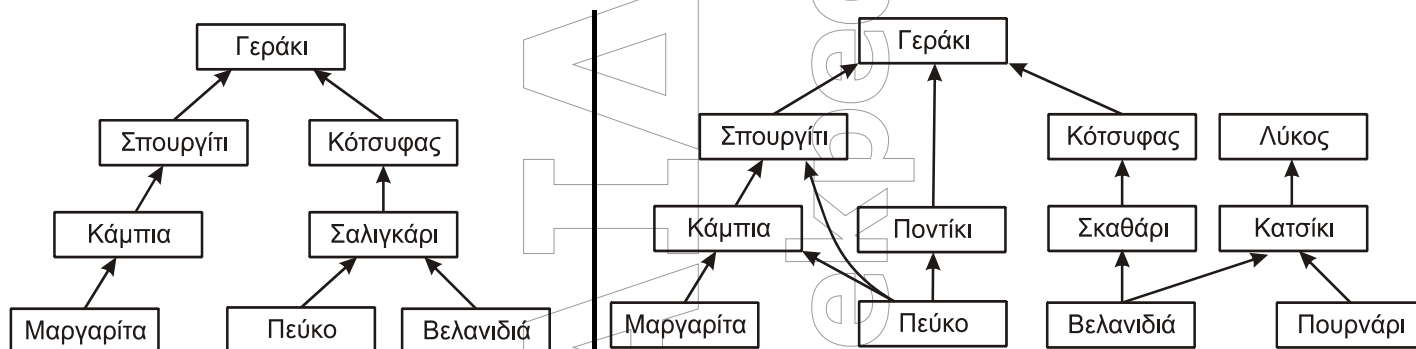 Γεράκι
Σπουργίτι Κότσυφας
Κάμπια Σαλιγκάρι
Μαργαρίτα Πεύκο Βελανιδιά
Γεράκι
Σπουργίτι Κότσυφας Λύκος
Κάμπια Ποντίκι Σκαθάρι Κατσίκι
Μαργαρίτα Πεύκο Βελανιδιά Πουρνάρι